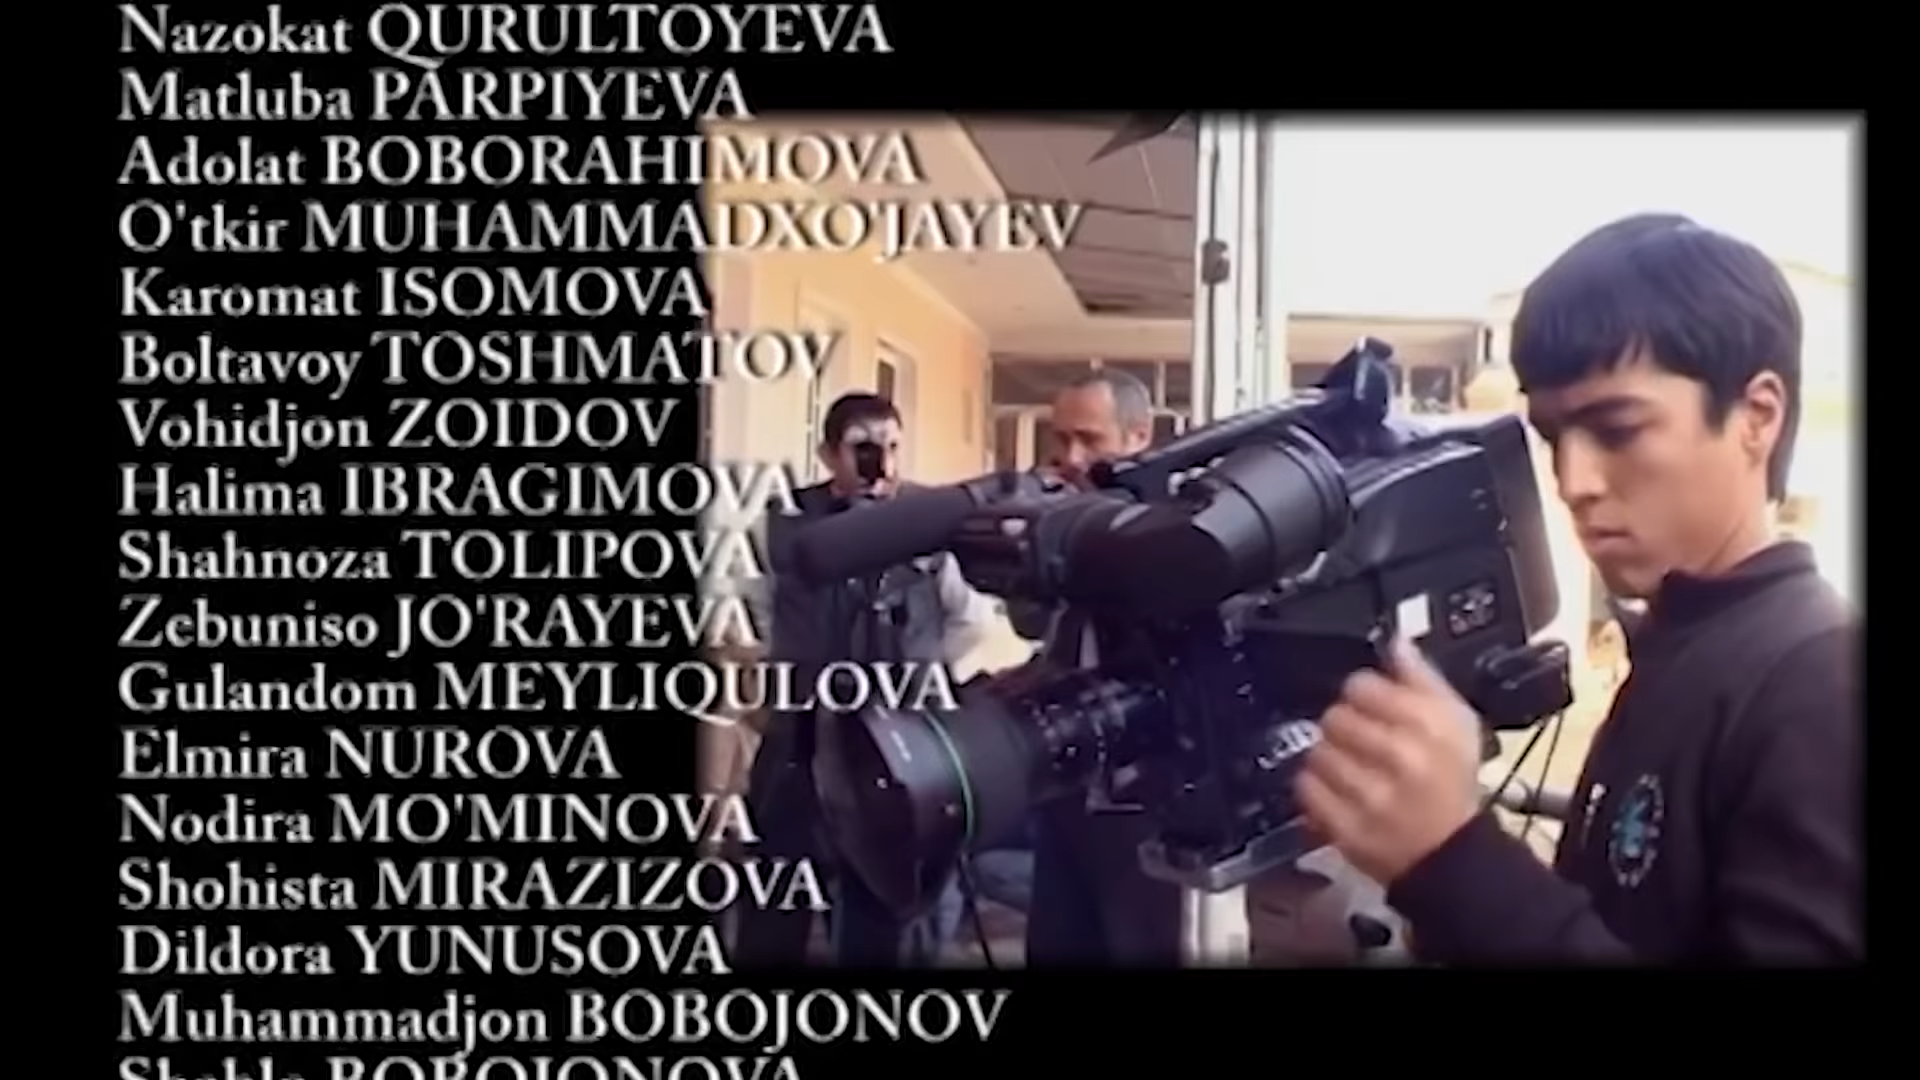 Nazokat QURULTOYEVA
Matluba PARPIYEVA
Adolat BOBORAHIMOVA
O'tkir MUHAMMADXO'JAYEV
Karomat ISOMOVA
Boltavoy TOSHMATOV
Vohidjon ZOIDOV
Halima IBRAGIMOVA
Shahnoza TOLIPOVA
Zebuniso JO'RAYEVA
Gulandom MEYLIQULOVA
Elmira NUROVA
Nodira MO'MINOVA
Shohista MIRAZIZOVA
Dildora YUNUSOVA
Muhammadjon BOBOJONOV
BOBOJONOVA